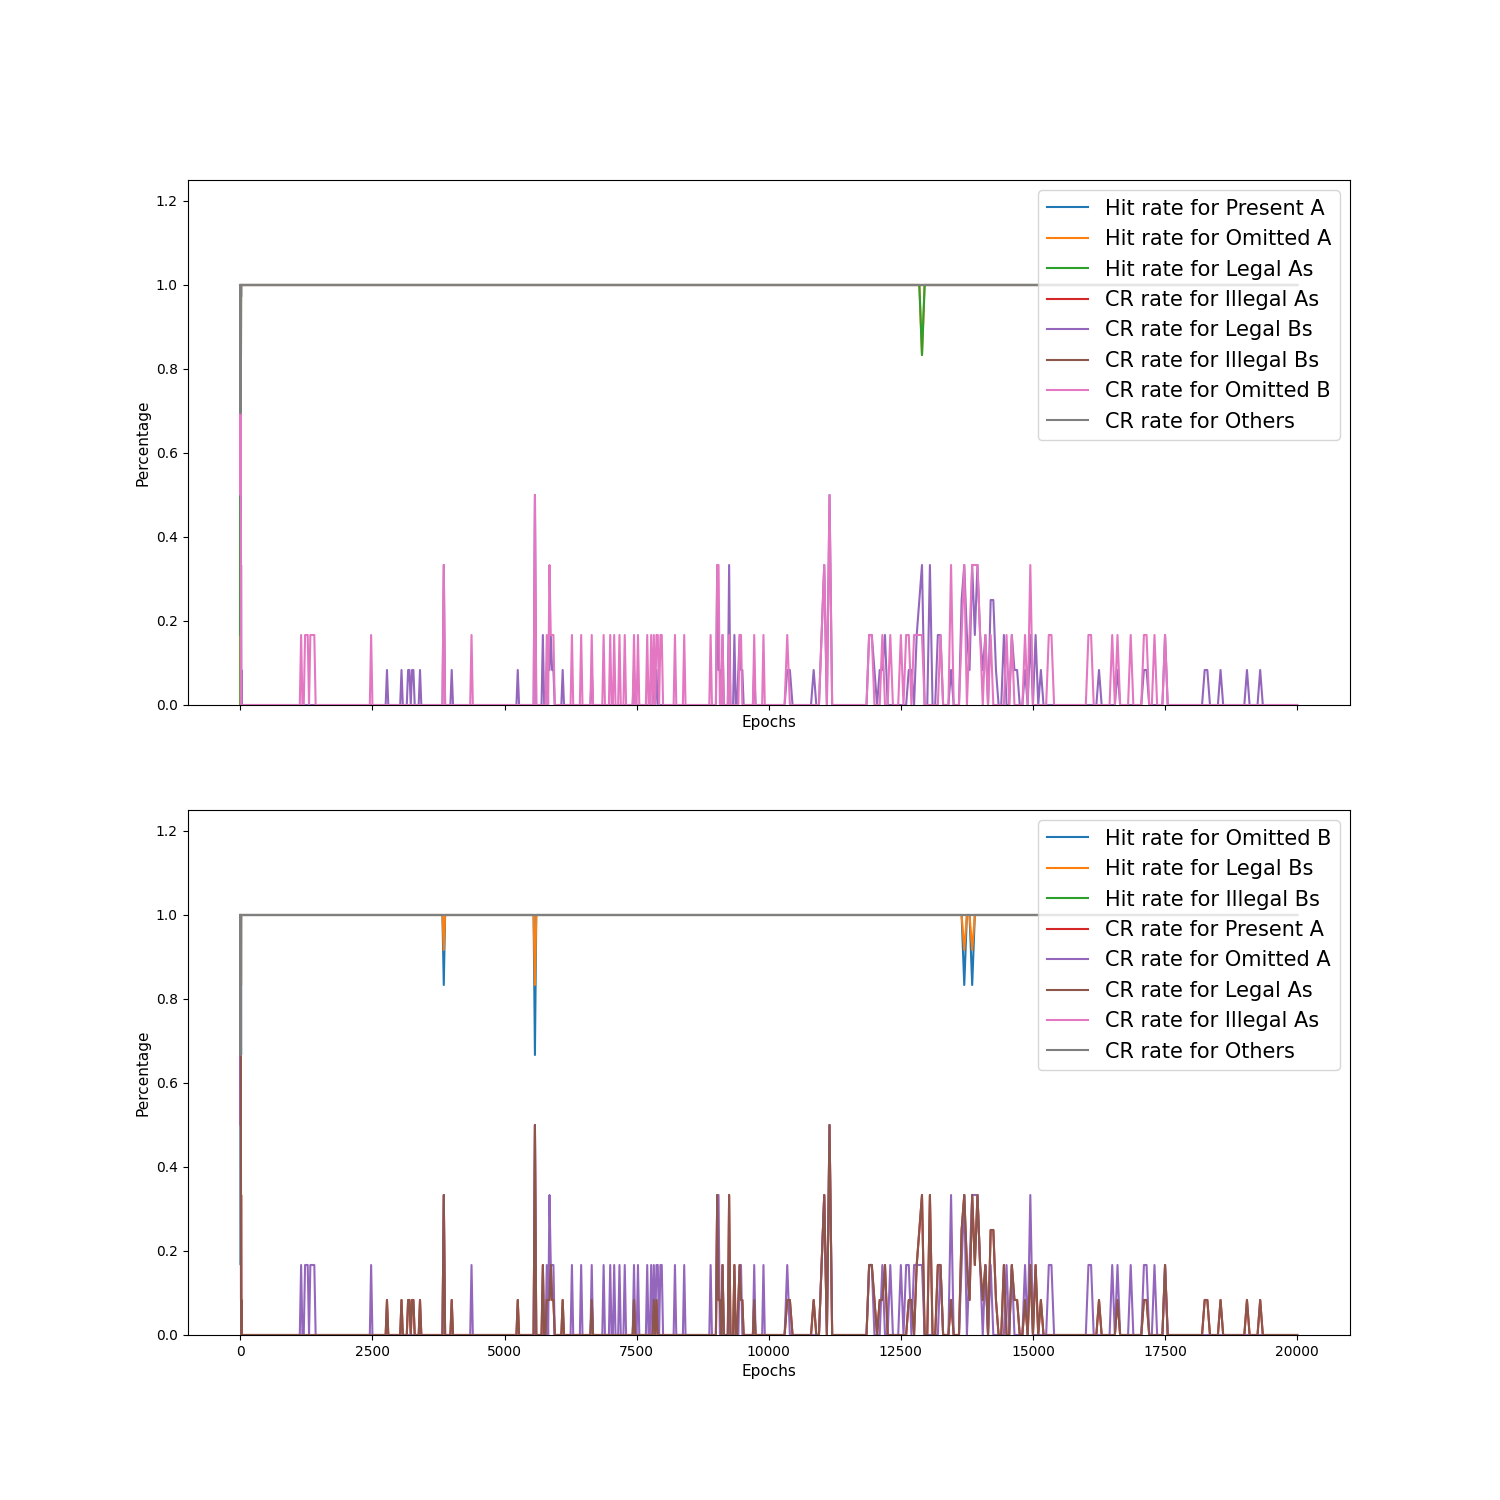 1.2
1.0
0.8
0.6
0.4
0.2
0.0
Percentage
Epochs
Hit rate for Present A
Hit rate for Omitted A
Hit rate for Legal As
CR rate for Illegal As
CR rate for Legal Bs
CR rate for Illegal Bs
CR rate for Omitted B
CR rate for Others
1.2
1.0
0.8
0.6
0.4
0.2
0.0
Percentage
Hit rate for Omitted B
Hit rate for Legal Bs
Hit rate for Illegal Bs
CR rate for Present A
CR rate for Omitted A
CR rate for Legal As
CR rate for Illegal As
CR rate for Others
0 2500 5000 7500 10000 12500 15000 17500 20000
Epochs